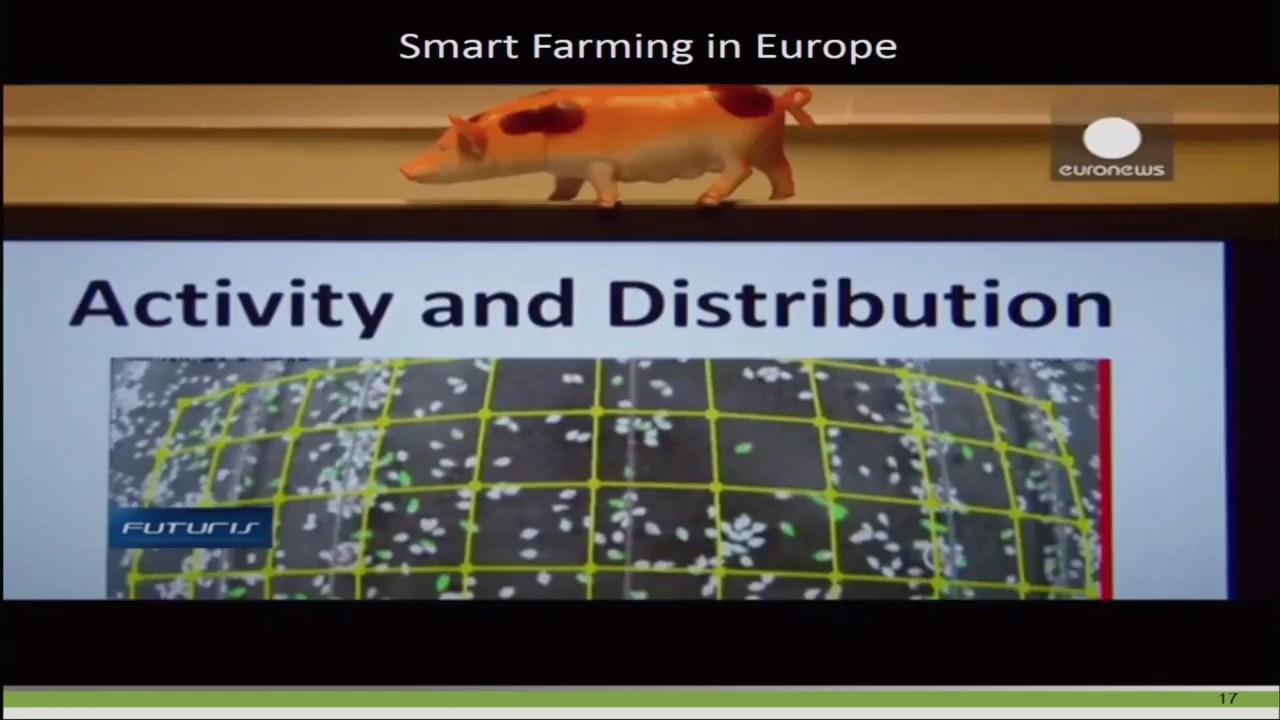 Smart Farming in Europe
euronews
Activity and Distribution
FUTURIS
17